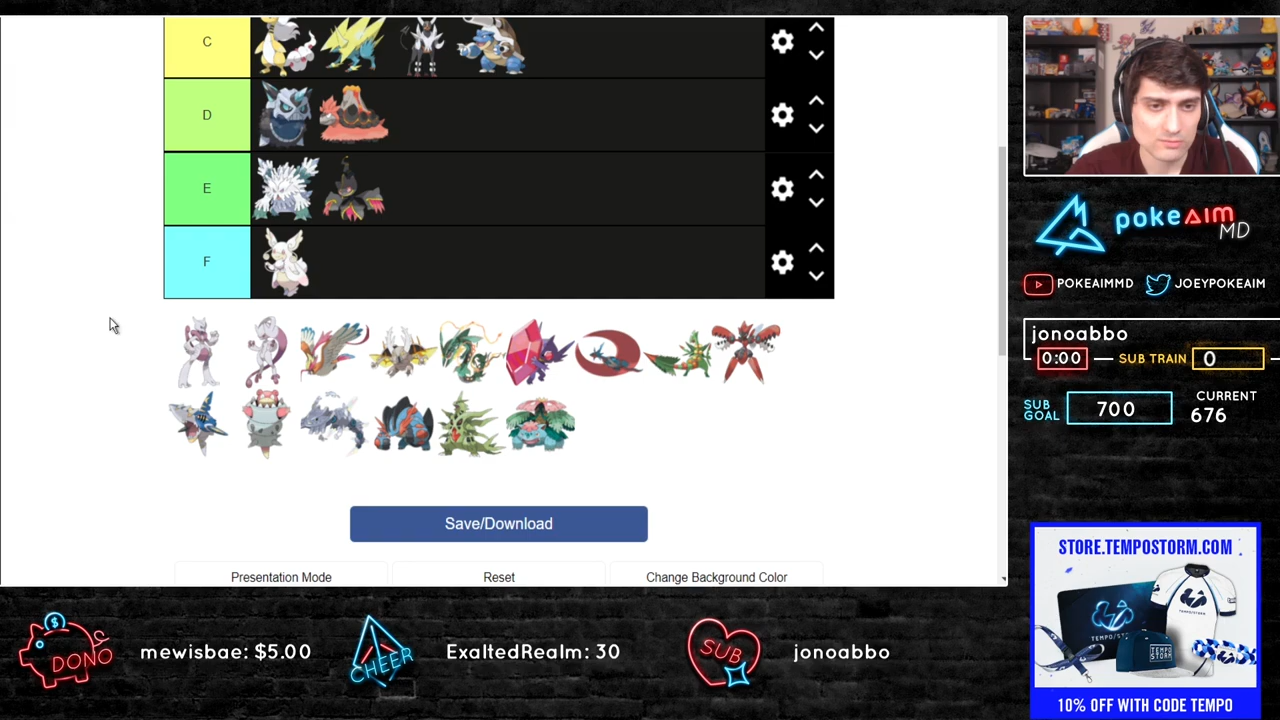 C
D
E
F
Save/Download
Presentation Mode
Reset
Change Background Color
pokeAIM
MD
POKEAIMMD
JOEYPOKEAIM
jonoabbo
0:00
SUB TRAIN
0
SUB GOAL
700
CURRENT
676
STORE.TEMPOSTORM.COM
TEMPO/STORM
10% OFF WITH CODE TEMPO
DONO
mewisbae: $5.00
CHEER
ExaltedRealm: 30
SUB
jonoabbo